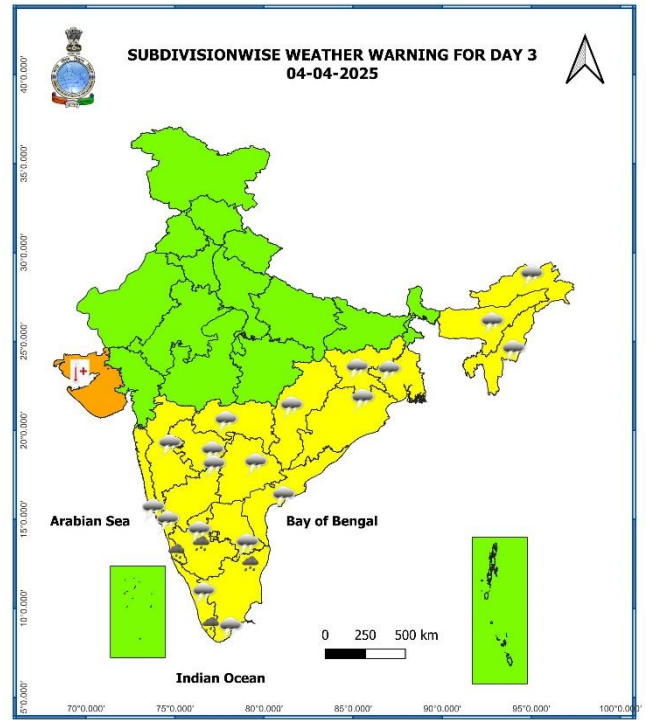 SUBDIVISIONWISE WEATHER WARNING FOR DAY 3
04-04-2025
40°0.000'
35°0.000'
30°0.000'
25°0.000'
20°0.000'
15°0.000'
10°0.000'
5°0.000'
Arabian Sea
Bay of Bengal
0 250 500 km
Indian Ocean
70°0.000' 75°0.000' 80°0.000' 85°0.000' 90°0.000' 95°0.000' 100°0.000'